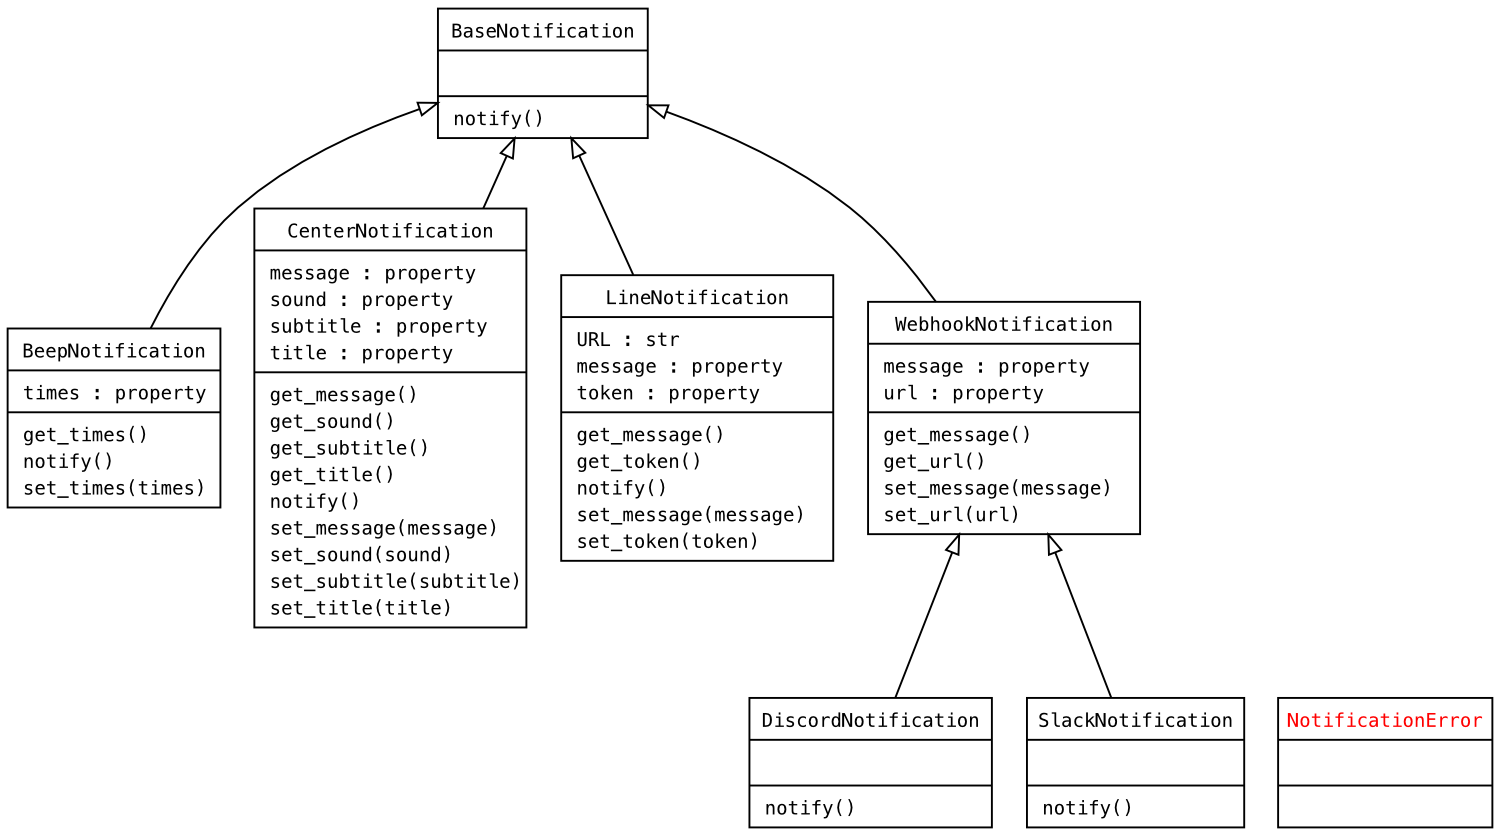 BaseNotification
notify()
CenterNotification
message : property
sound : property
subtitle : property
title : property
get_message()
get_sound()
get_subtitle()
get_title()
notify()
set_message(message)
set_sound(sound)
set_subtitle(subtitle)
set_title(title)
LineNotification
URL : str
message : property
token : property
get_message()
get_token()
notify()
set_message(message)
set_token(token)
WebhookNotification
message : property
url : property
get_message()
get_url()
set_message(message)
set_url(url)
BeepNotification
times : property
get_times()
notify()
set_times(times)
DiscordNotification
notify()
SlackNotification
notify()
NotificationError